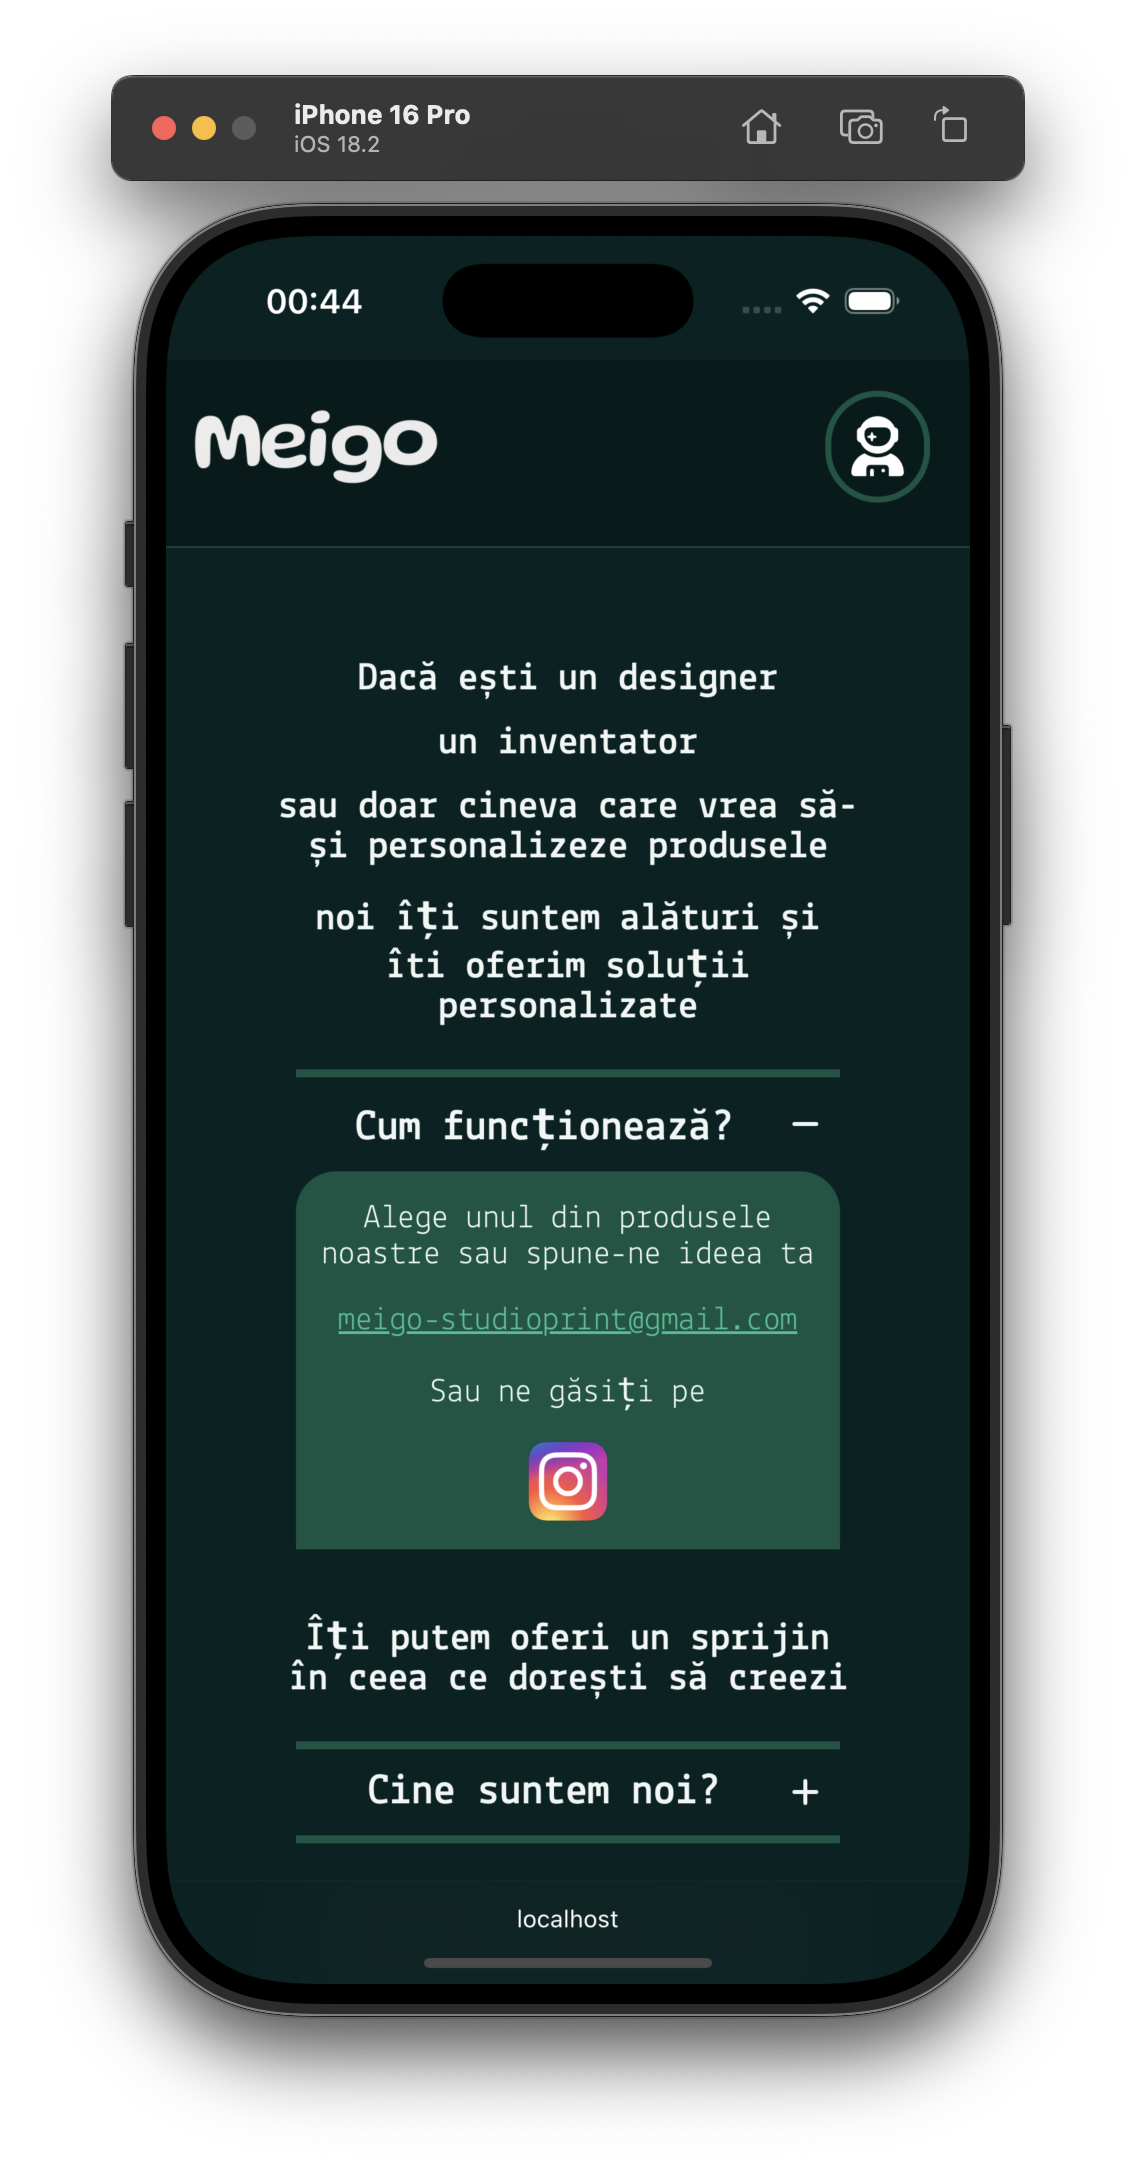 iPhone 16 Pro
iOS 18.2
00:44
Meigo
Dacă ești un designer
un inventator
sau doar cineva care vrea să-
și personalizeze produsele
noi îți suntem alături și
îti oferim soluții
personalizate
Cum funcționează?
Alege unul din produsele
noastre sau spune-ne ideea ta
meigo-studioprint@gmail.com
Sau ne găsiți pe
Îți putem oferi un sprijin
în ceea ce dorești să creezi
Cine suntem noi?
localhost